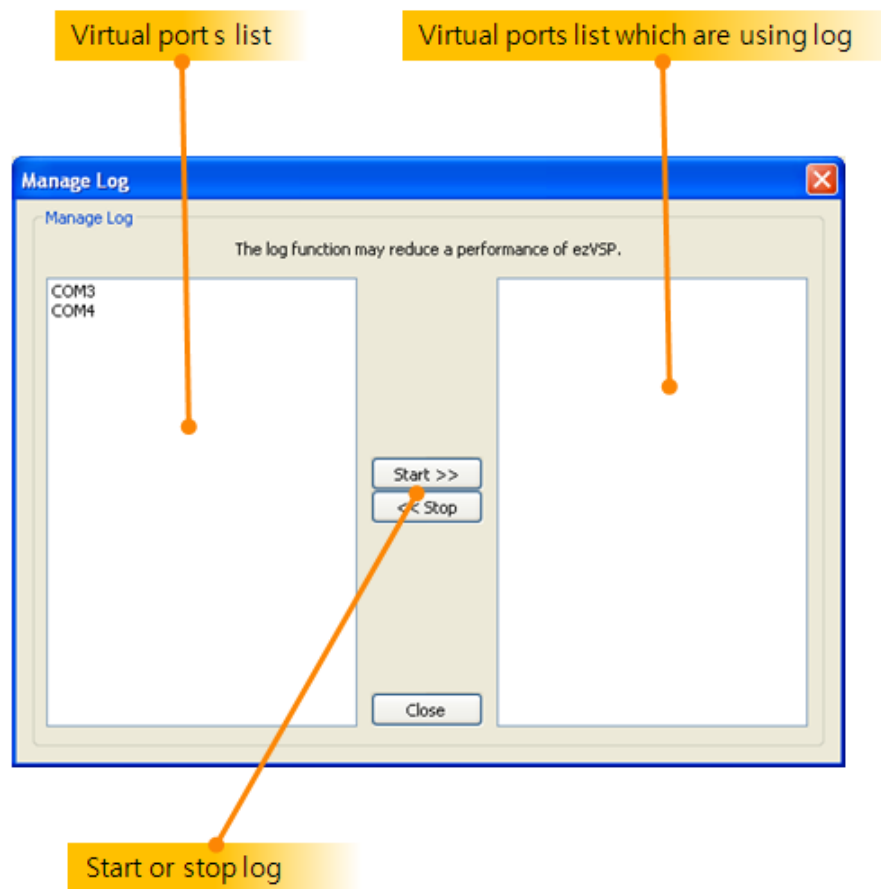 Virtual port s list
Virtual ports list which are using log
Manage Log
Manage Log
The log function may reduce a performance of ezVSP.
COM3
COM4
Start >>
<< Stop
Close
Start or stop log